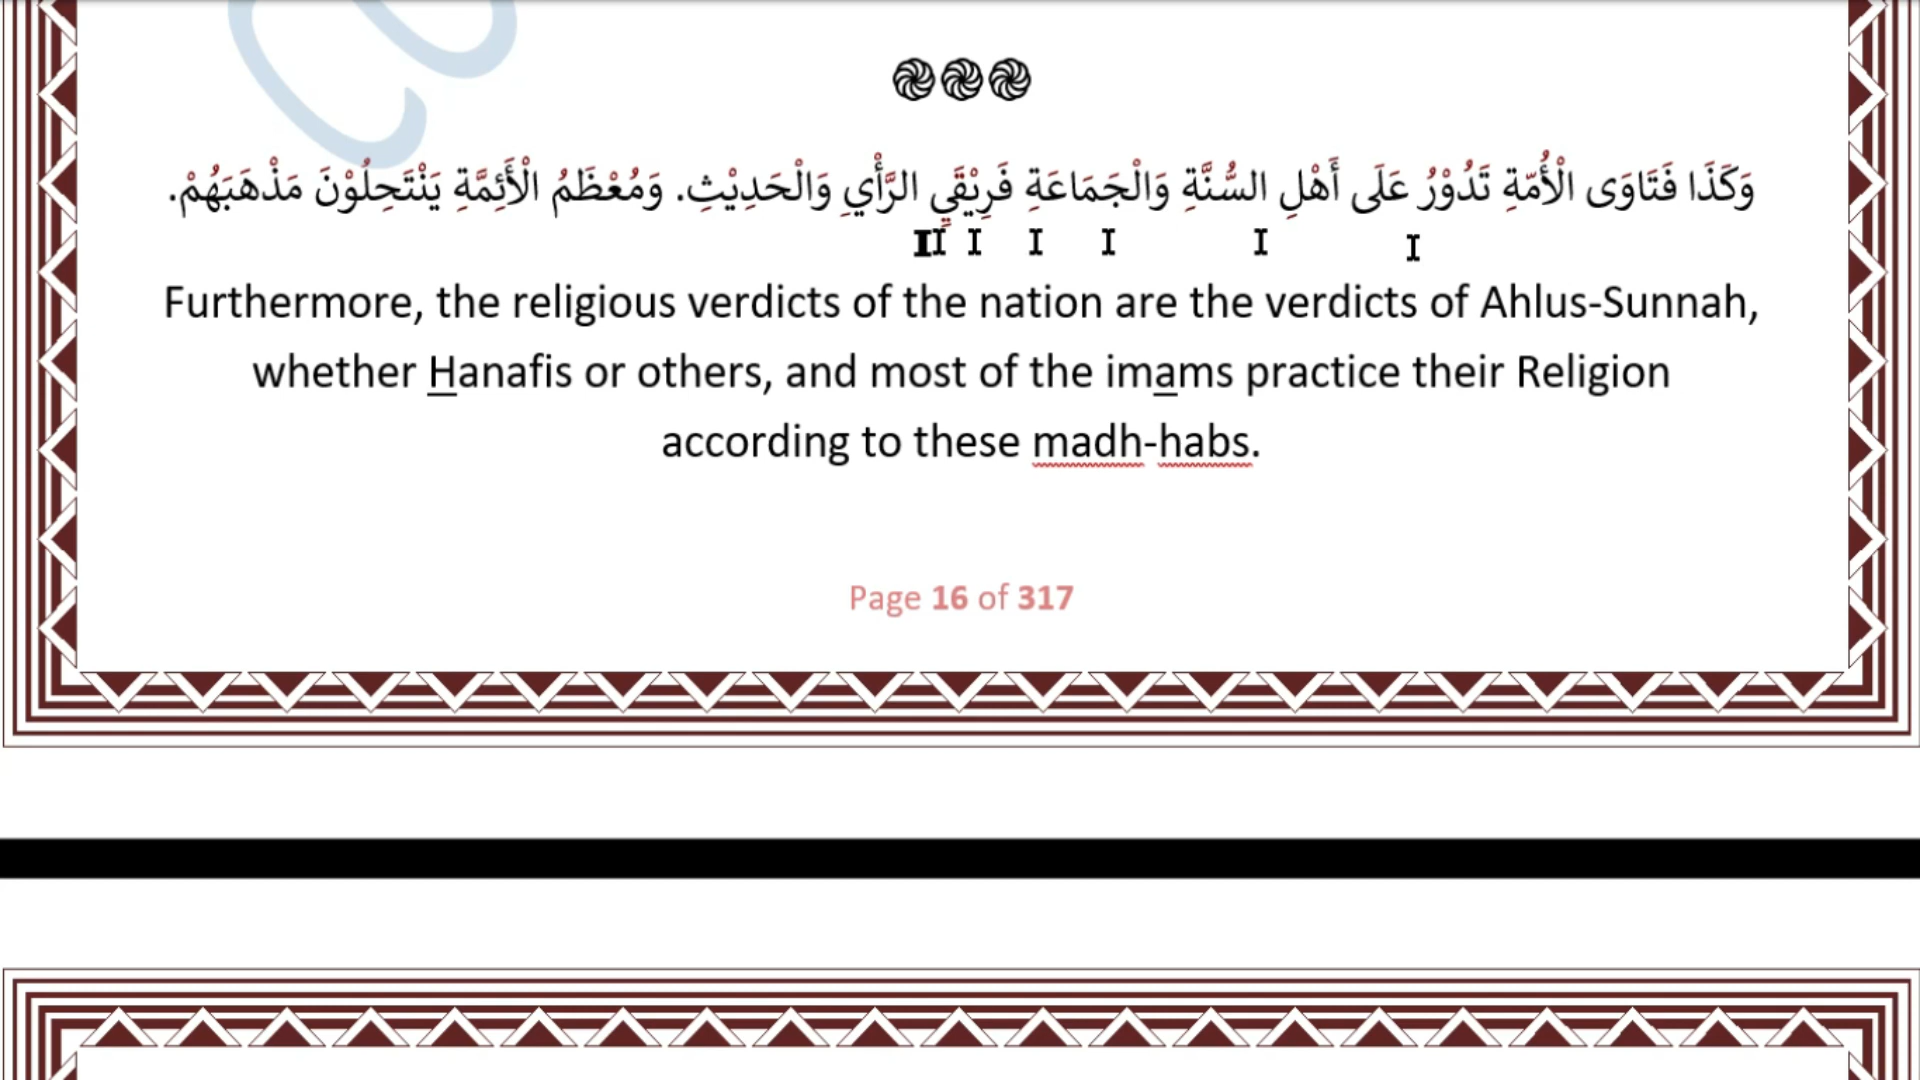 وَكَذَا فَتَاوَى الْأُمّةِ تَدُوْرُ عَلَى أَهْلِ السُّنَّةِ وَالْجَمَاعَةِ فَرِيْقَيِ الرَّأْيِ وَالْحَدِيْثِ. وَمُعْظَمُ الْأَئِمَّةِ يَنْتَحِلُوْنَ مَذْهَبَهُمْ.
Furthermore, the religious verdicts of the nation are the verdicts of Ahlus-Sunnah,
whether Hanafis or others, and most of the imams practice their Religion
according to these madh-habs.
Page 16 of 317